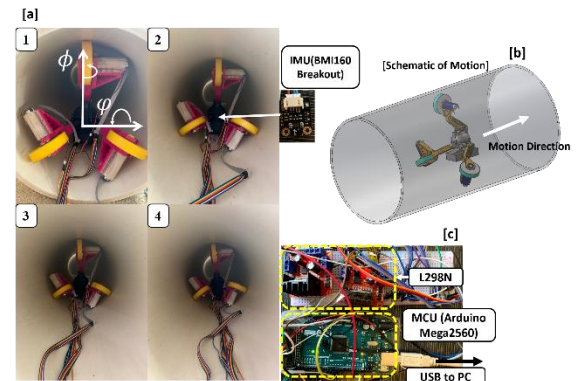 [a]
1
2
ϕ
φ
3
4
IMU(BMI160
Breakout)
[b]
[Schematic of Motion]
Motion Direction
[c]
L298N
MCU (Arduino
Mega2560)
USB to PC